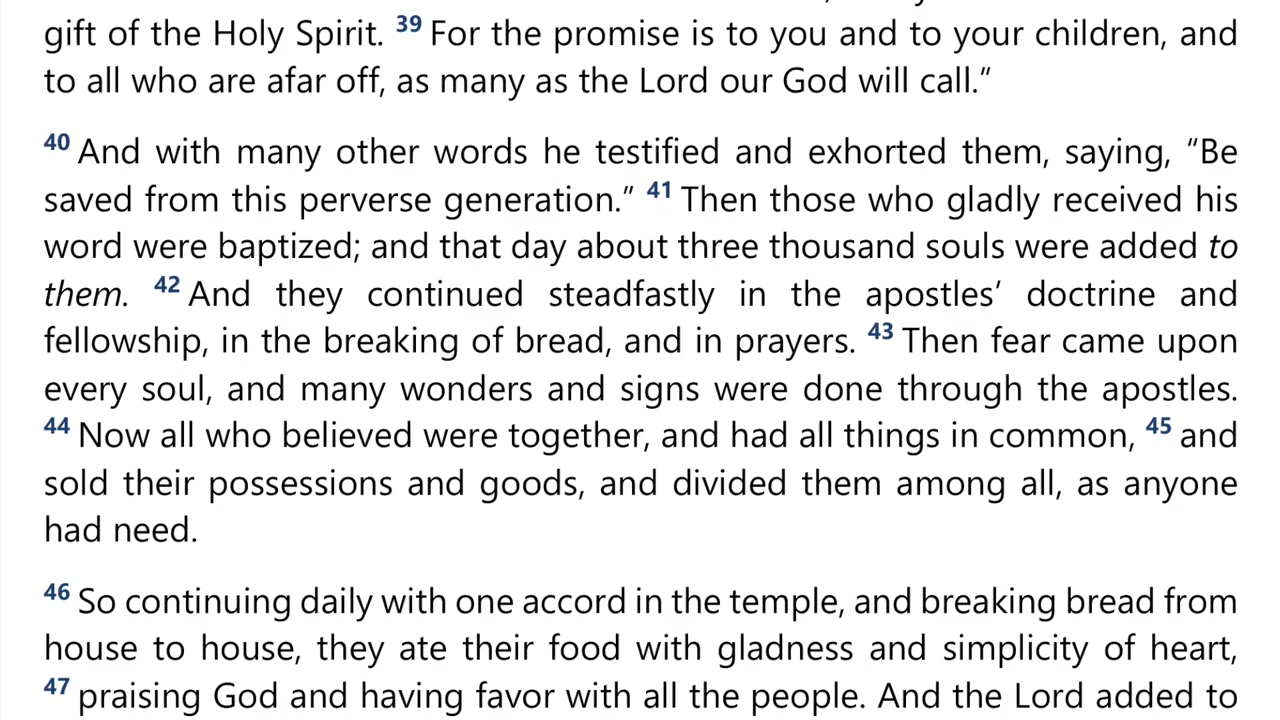 gift of the Holy Spirit. 39 For the promise is to you and to your children, and
to all who are afar off, as many as the Lord our God will call.”
40 And with many other words he testified and exhorted them, saying, “Be
saved from this perverse generation.” 41 Then those who gladly received his
word were baptized; and that day about three thousand souls were added to
them. 42 And they continued steadfastly in the apostles’ doctrine and
fellowship, in the breaking of bread, and in prayers. 43 Then fear came upon
every soul, and many wonders and signs were done through the apostles.
44 Now all who believed were together, and had all things in common, 45 and
sold their possessions and goods, and divided them among all, as anyone
had need.
46 So continuing daily with one accord in the temple, and breaking bread from
house to house, they ate their food with gladness and simplicity of heart,
47 praising God and having favor with all the people. And the Lord added to